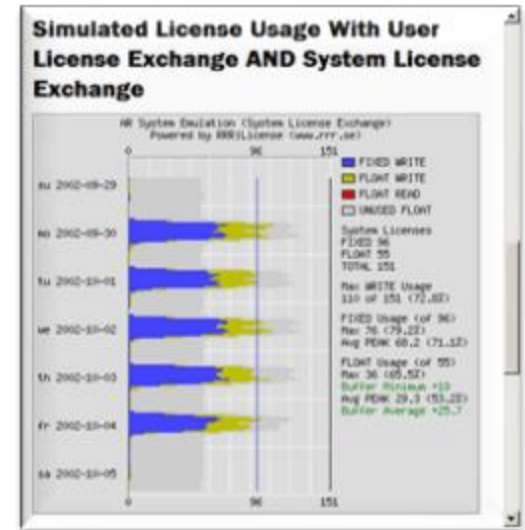 Simulated License Usage With User
License Exchange AND System License
Exchange
AR System Emulation (System License Exchange)
Powered by RRR|License (www.rrr.se)
0 96 151
FIXED WRITE
FLOAT WRITE
FLOAT READ
UNUSED FLOAT
su 2002-09-29
mo 2002-09-30
tu 2002-10-01
we 2002-10-02
th 2002-10-03
fr 2002-10-04
sa 2002-10-05
System Licenses
FIXED 96
FLOAT 55
TOTAL 151
Max WRITE Usage
110 of 151 (72.8%)
FIXED Usage (of 96)
Max 76 (79.2%)
Avg PEAK 68.2 (71.1%)
FLOAT Usage (of 55)
Max 36 (65.5%)
Buffer Minimum +19
Avg PEAK 29.3 (53.2%)
Buffer Average +25.7
0 96 151